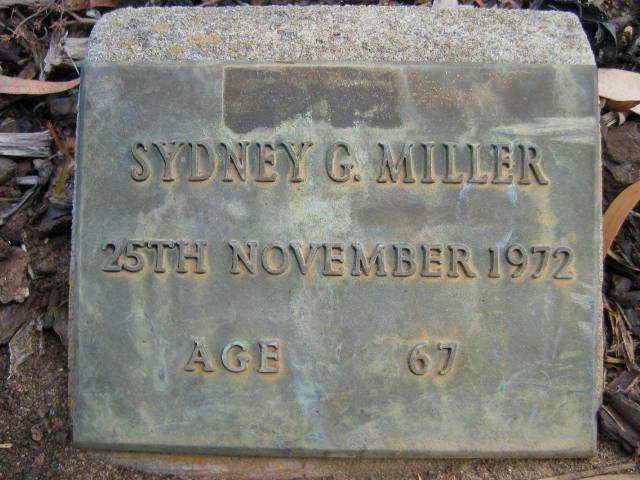 SYDNEY G. MILLER
25TH NOVEMBER 1972
AGE 67